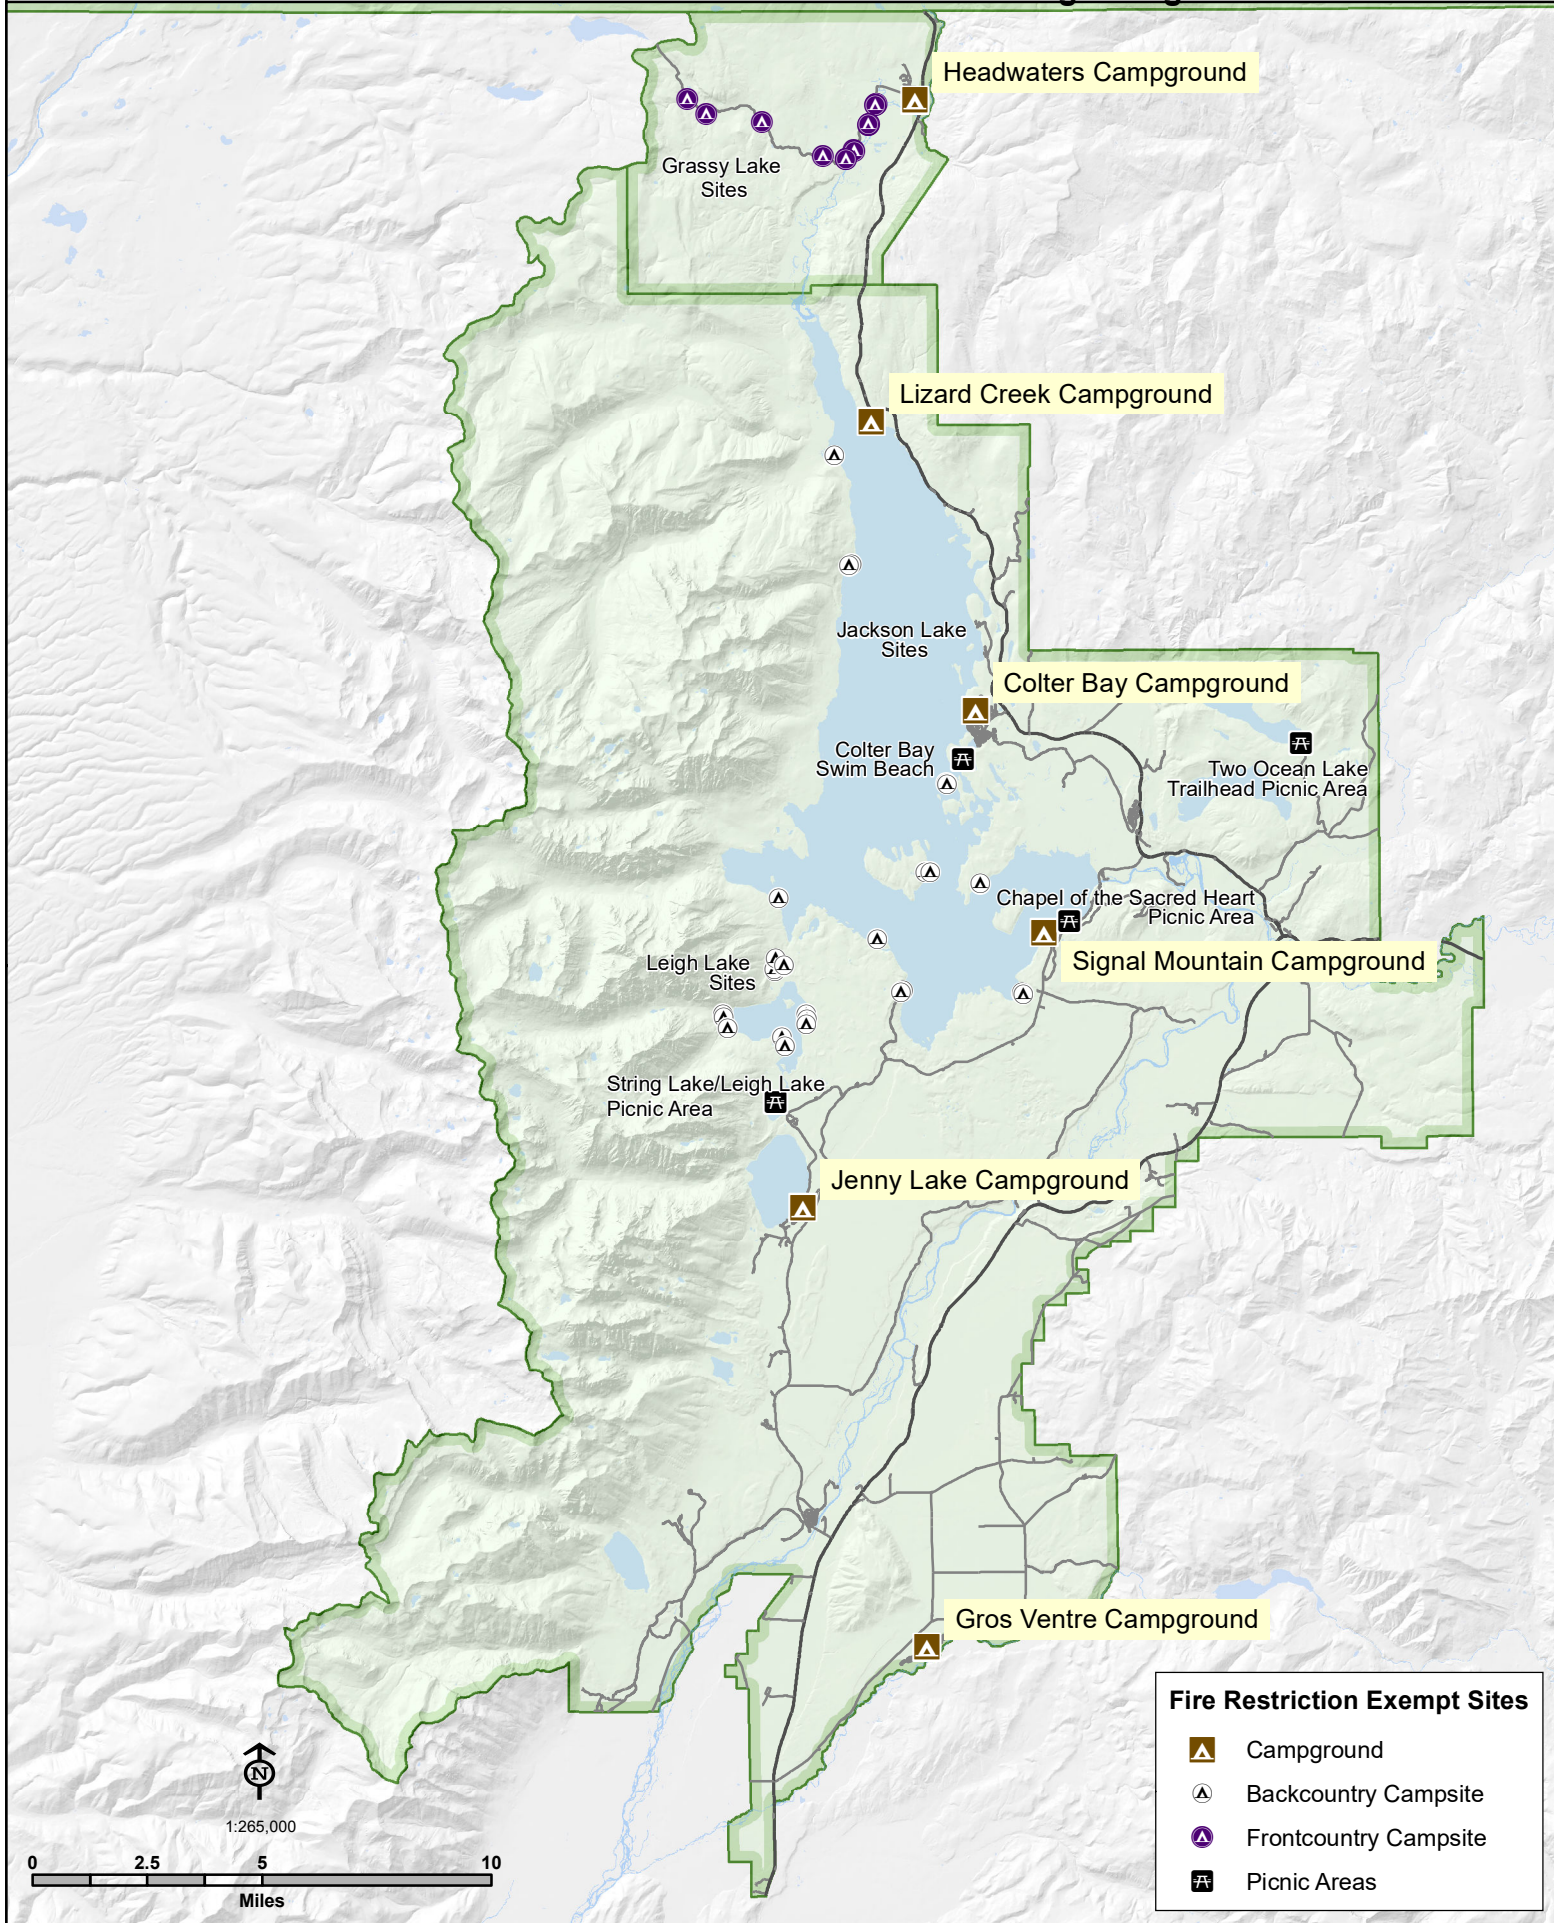 Headwaters Campground
Grassy Lake
Sites
Lizard Creek Campground
Jackson Lake
Sites
Colter Bay Campground
Colter Bay
Swim Beach
Two Ocean Lake
Trailhead Picnic Area
Chapel of the Sacred Heart
Picnic Area
Signal Mountain Campground
Leigh Lake
Sites
String Lake/Leigh Lake
Picnic Area
Jenny Lake Campground
Gros Ventre Campground
Fire Restriction Exempt Sites
Campground
Backcountry Campsite
Frontcountry Campsite
Picnic Areas
N
1:265,000
0 2.5 5 10
Miles